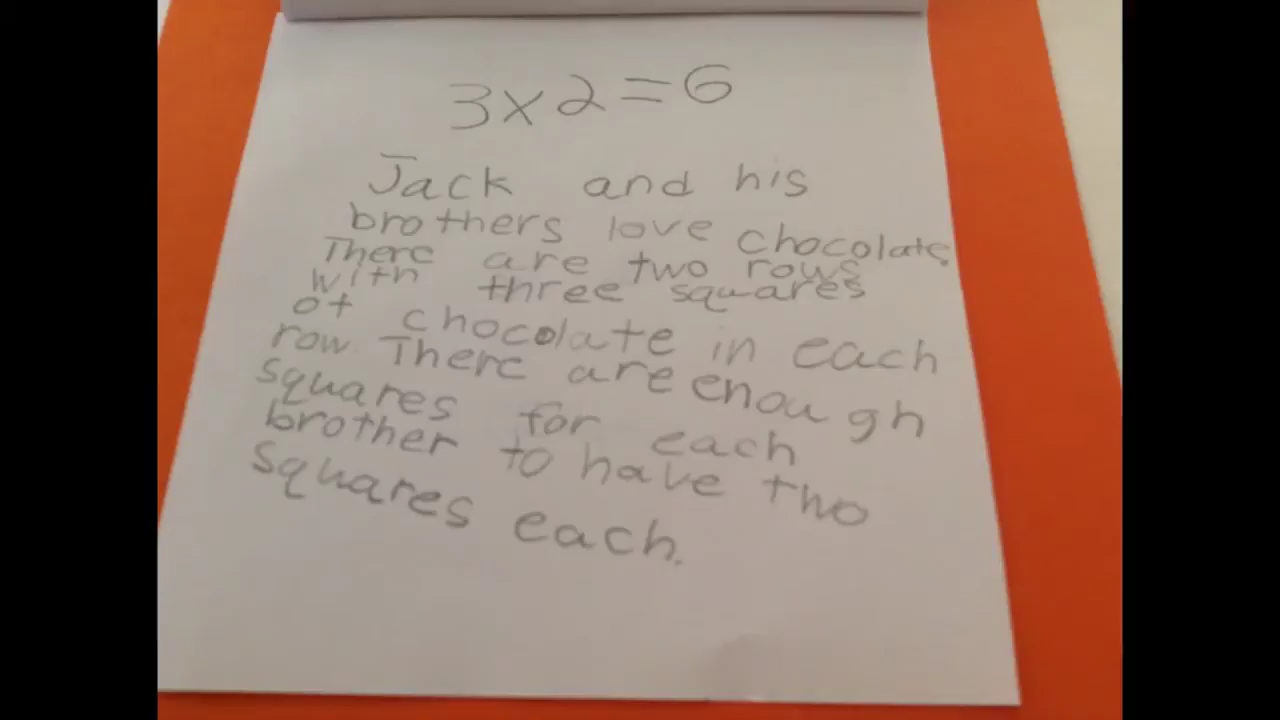 3x2=6
Jack and his
brothers love chocolate.
There are two rows
with three squares
of chocolate in each
row. There are enough
squares for each
brother to have two
squares each.